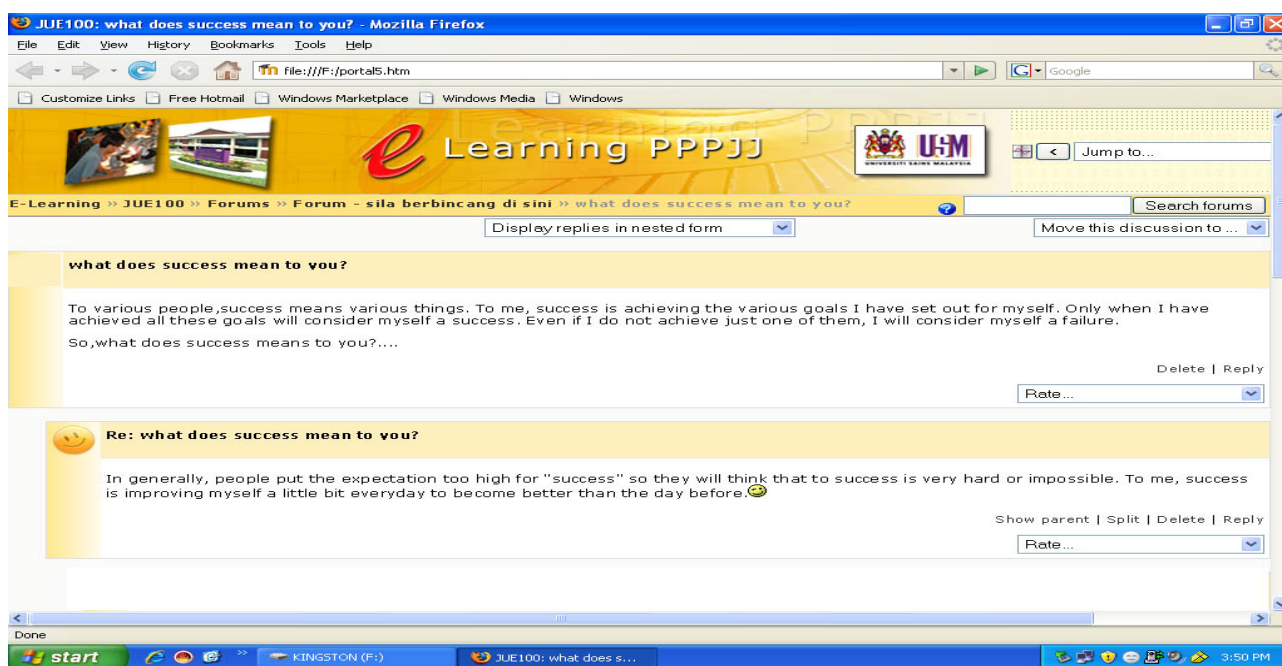 JUE100: what does success mean to you? - Mozilla Firefox
File Edit View History Bookmarks Tools Help
file:///F:/portal5.htm
Google
Customize Links Free Hotmail Windows Marketplace Windows Media Windows
e Learning PPPJJ
USM
UNIVERSITI SAINS MALAYSIA
< Jump to...
E-Learning » JUE100 » Forums » Forum - sila berbincang di sini » what does success mean to you?
Search forums
Display replies in nested form
Move this discussion to ...
what does success mean to you?
To various people,success means various things. To me, success is achieving the various goals I have set out for myself. Only when I have
achieved all these goals will consider myself a success. Even if I do not achieve just one of them, I will consider myself a failure.
So,what does success means to you?....
Delete | Reply
Rate...
Re: what does success mean to you?
In generally, people put the expectation too high for "success" so they will think that to success is very hard or impossible. To me, success
is improving myself a little bit everyday to become better than the day before.
Show parent | Split | Delete | Reply
Rate...
Done
start
KINGSTON (F:)
JUE100: what does s...
3:50 PM